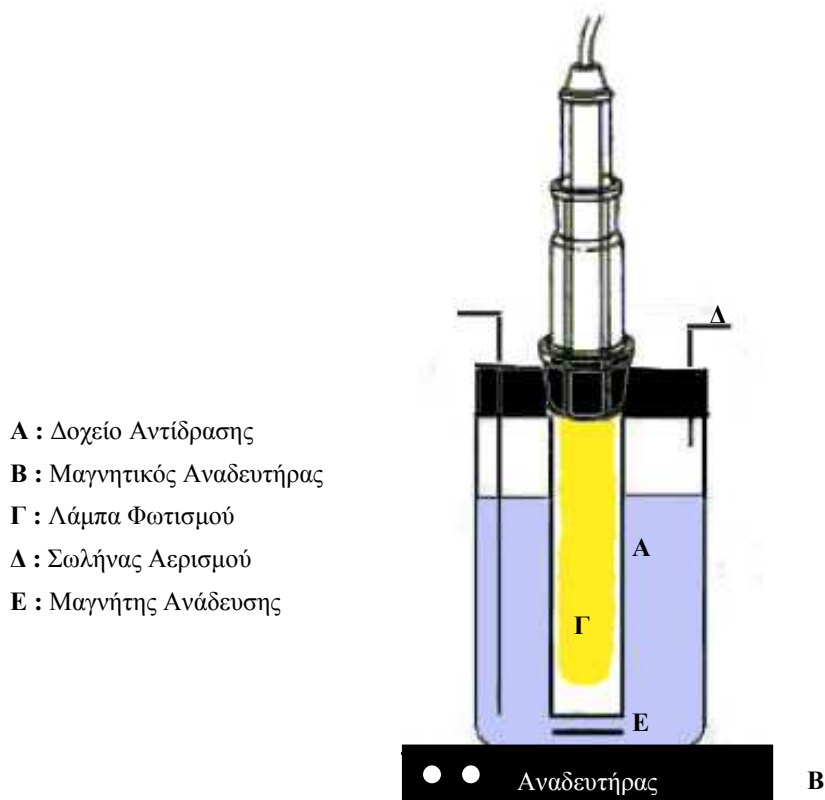 Δ
Α : Δοχείο Αντίδρασης
Β : Μαγνητικός Αναδευτήρας
Γ : Λάμπα Φωτισμού
Δ : Σωλήνας Αερισμού
Ε : Μαγνήτης Ανάδευσης
Α
Γ
Ε
Αναδευτήρας
Β